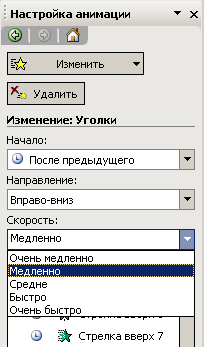 Настройка анимации
Изменить
Удалить
Изменение: Уголки
Начало:
После предыдущего
Направление:
Вправо-вниз
Скорость:
Медленно
Очень медленно
Медленно
Средне
Быстро
Очень быстро
Стрелка вверх 7